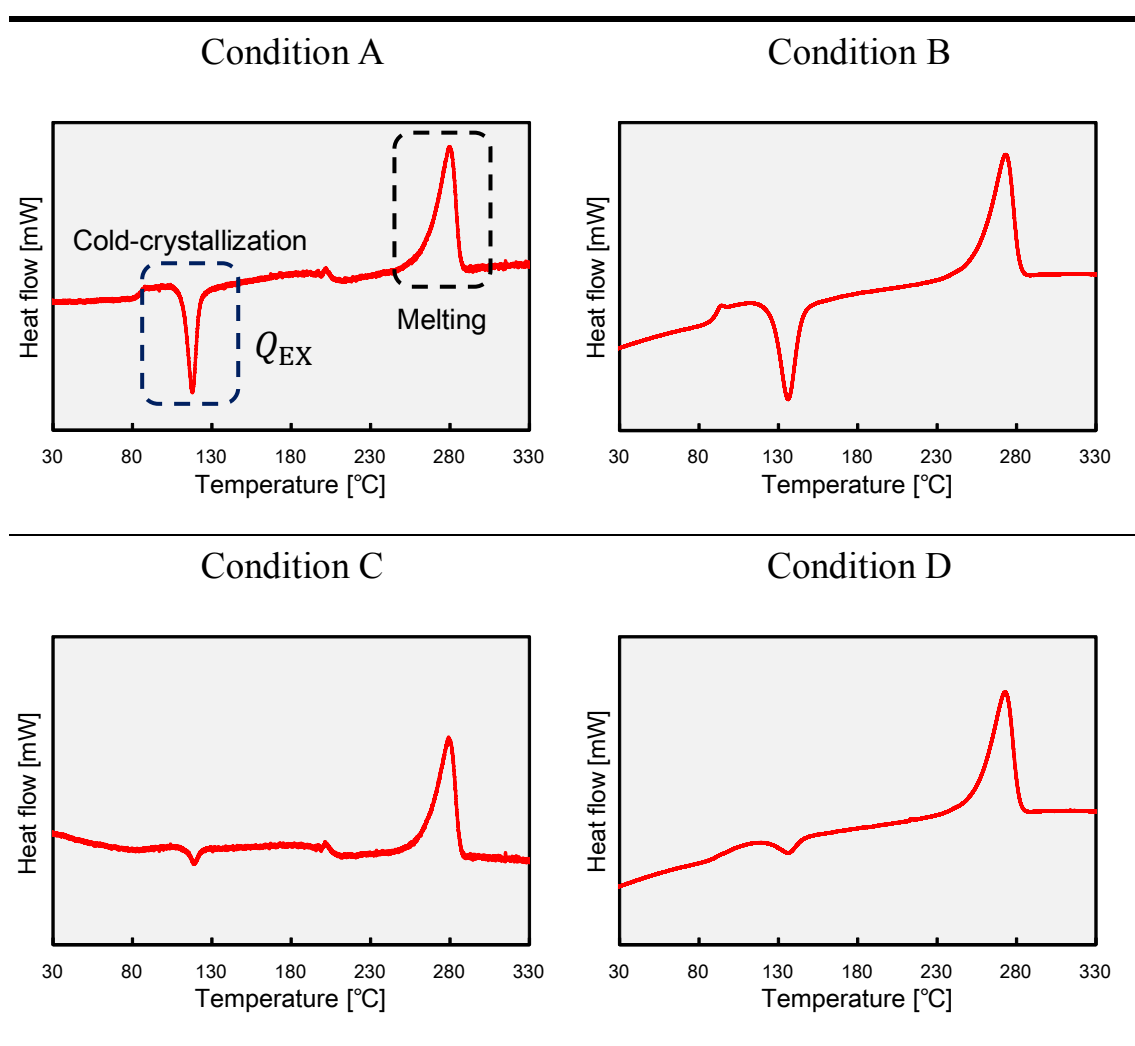 Condition A
Condition B
Heat flow [mW]
Cold-crystallization
Q_EX
Melting
30 80 130 180 230 280 330
Temperature [℃]
Heat flow [mW]
30 80 130 180 230 280 330
Temperature [℃]
Condition C
Condition D
Heat flow [mW]
30 80 130 180 230 280 330
Temperature [℃]
Heat flow [mW]
30 80 130 180 230 280 330
Temperature [℃]